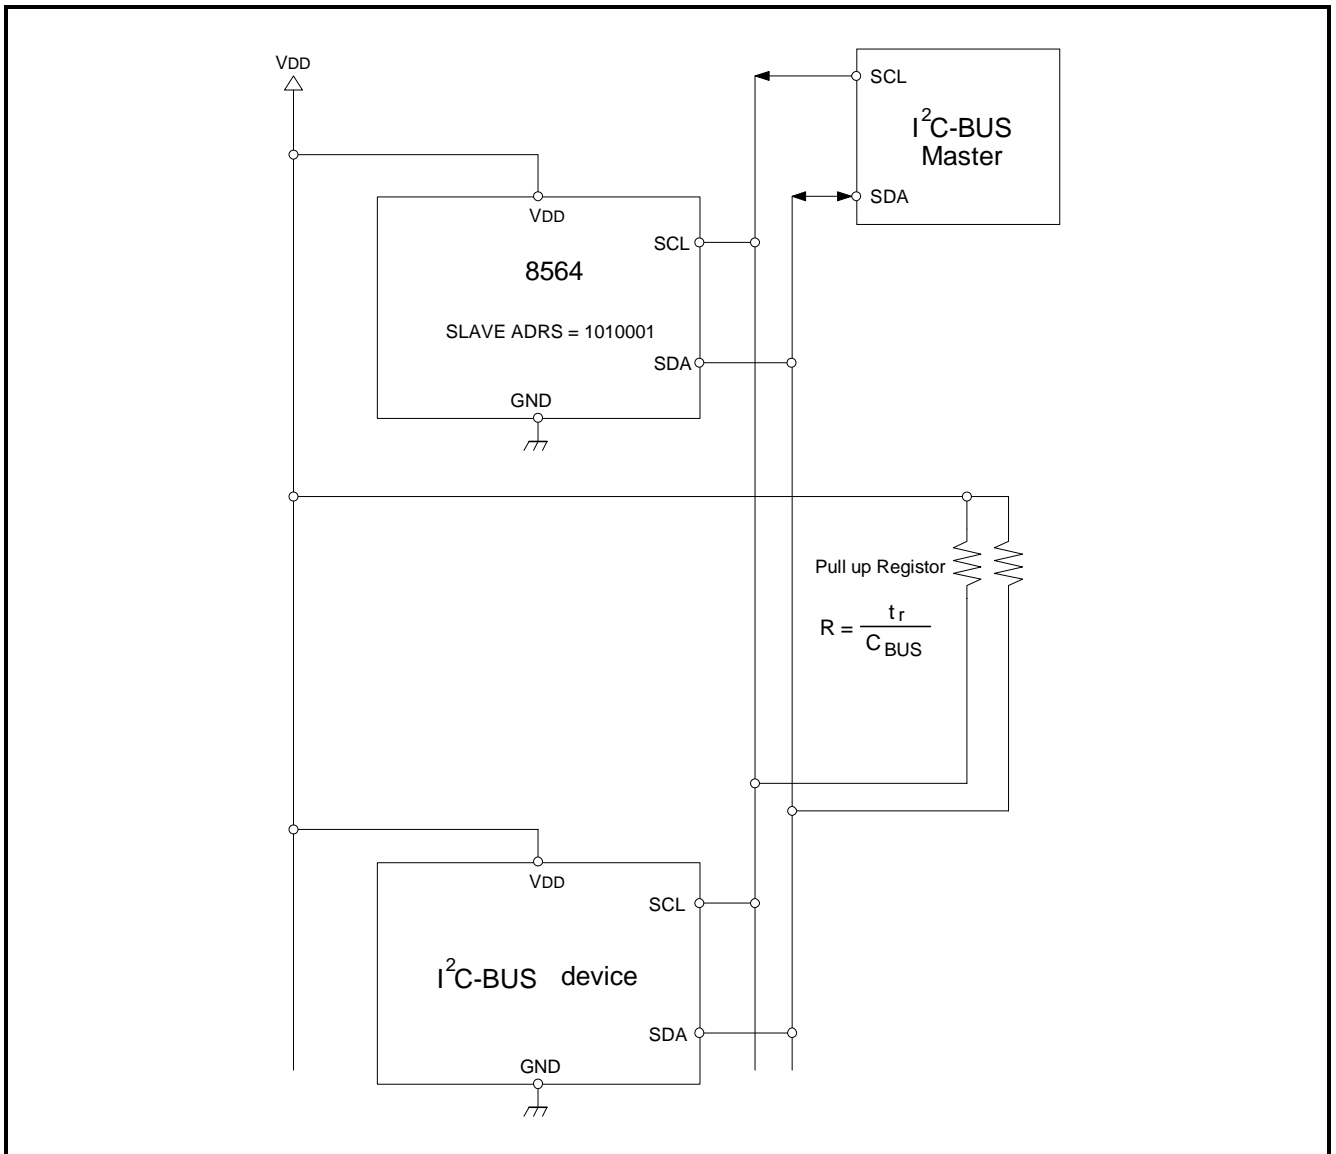 VDD
SCL
I²C-BUS
Master
SDA
VDD
SCL
8564
SLAVE ADRS = 1010001
SDA
GND
Pull up Registor
R = tr / CBUS
VDD
SCL
I²C-BUS device
SDA
GND